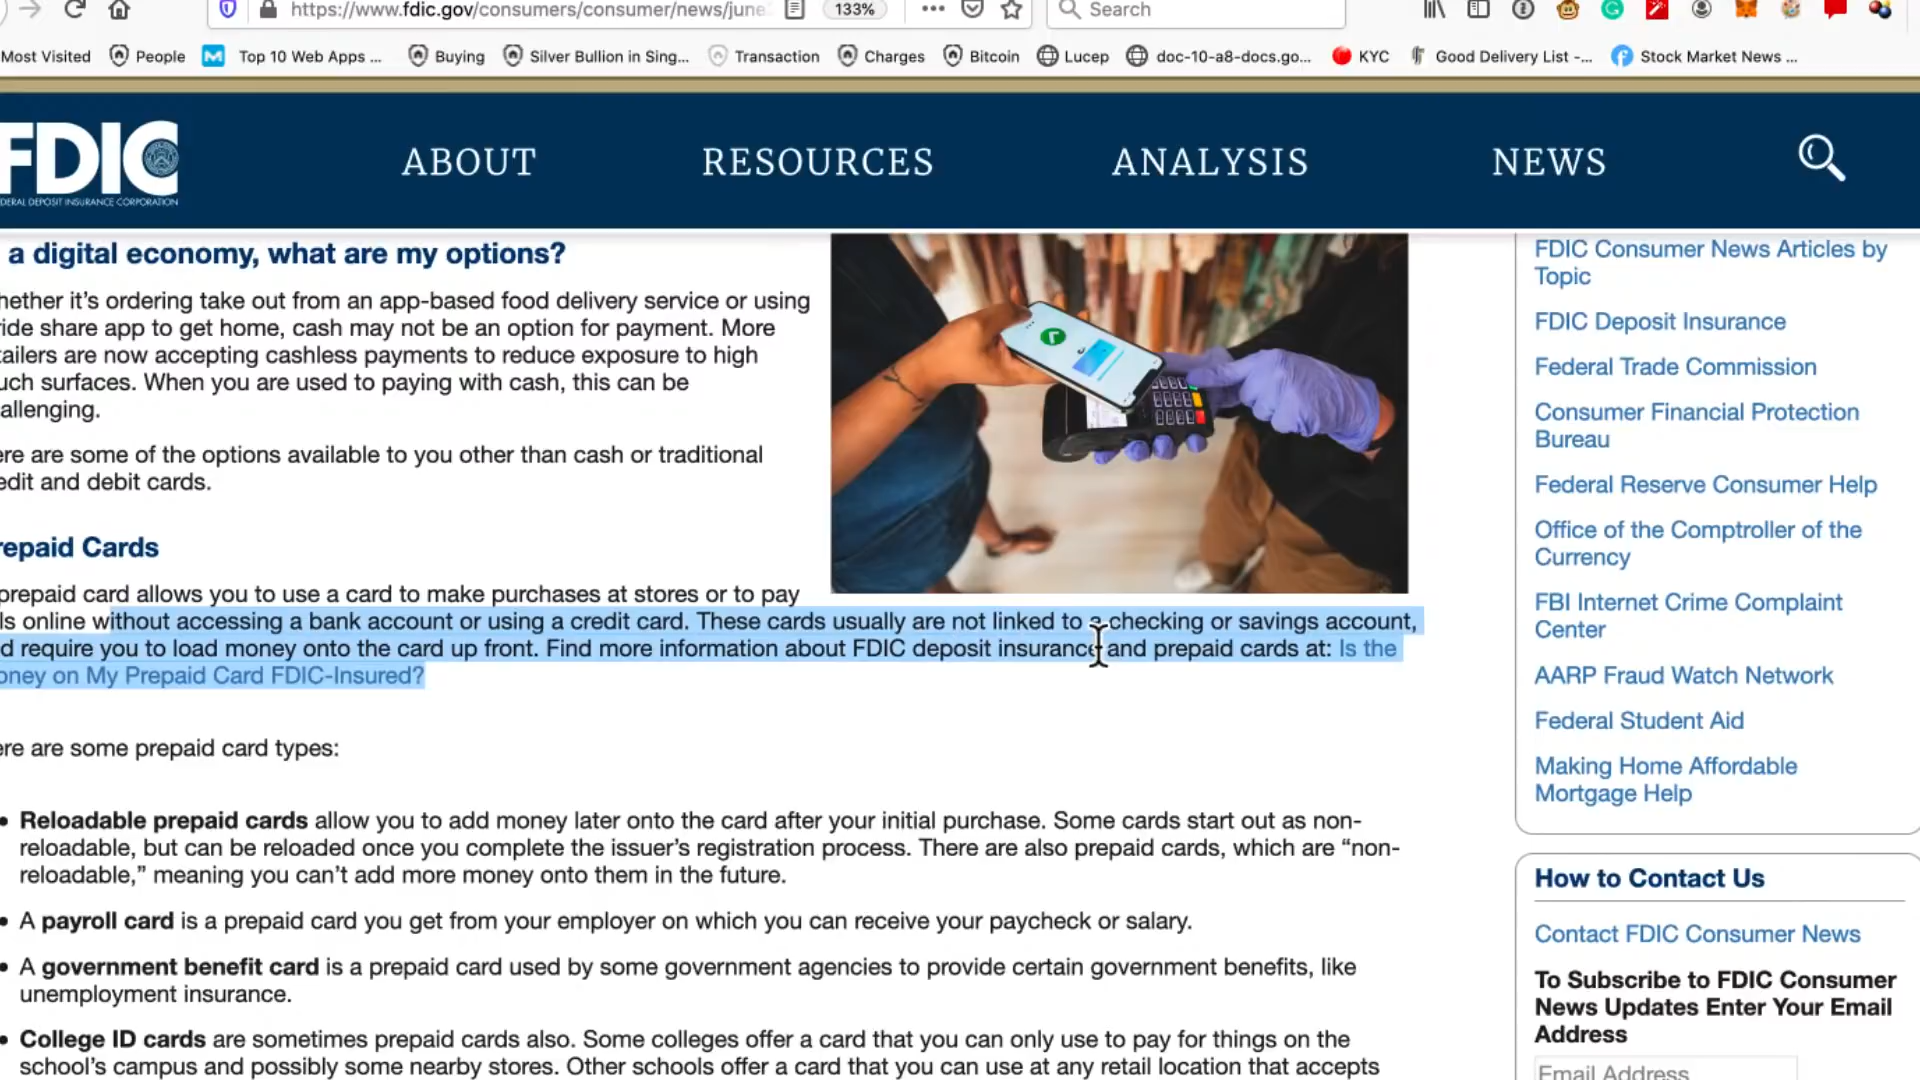 https://www.fdic.gov/consumers/consumer/news/june
133%
Search
Most Visited
People
Top 10 Web Apps ...
Buying
Silver Bullion in Sing...
Transaction
Charges
Bitcoin
Lucep
doc-10-a8-docs.go...
KYC
Good Delivery List -...
Stock Market News ...
FDIC
DERAL DEPOSIT INSURANCE CORPORATION
ABOUT
RESOURCES
ANALYSIS
NEWS
a digital economy, what are my options?
hether it’s ordering take out from an app-based food delivery service or using
ride share app to get home, cash may not be an option for payment. More
tailers are now accepting cashless payments to reduce exposure to high
uch surfaces. When you are used to paying with cash, this can be
allenging.
ere are some of the options available to you other than cash or traditional
edit and debit cards.
repaid Cards
prepaid card allows you to use a card to make purchases at stores or to pay
ls online without accessing a bank account or using a credit card. These cards usually are not linked to a checking or savings account,
d require you to load money onto the card up front. Find more information about FDIC deposit insurance and prepaid cards at: Is the
oney on My Prepaid Card FDIC-Insured?
ere are some prepaid card types:
• Reloadable prepaid cards allow you to add money later onto the card after your initial purchase. Some cards start out as non-
reloadable, but can be reloaded once you complete the issuer’s registration process. There are also prepaid cards, which are “non-
reloadable,” meaning you can’t add more money onto them in the future.
• A payroll card is a prepaid card you get from your employer on which you can receive your paycheck or salary.
• A government benefit card is a prepaid card used by some government agencies to provide certain government benefits, like
unemployment insurance.
• College ID cards are sometimes prepaid cards also. Some colleges offer a card that you can only use to pay for things on the
school’s campus and possibly some nearby stores. Other schools offer a card that you can use at any retail location that accepts
FDIC Consumer News Articles by
Topic
FDIC Deposit Insurance
Federal Trade Commission
Consumer Financial Protection
Bureau
Federal Reserve Consumer Help
Office of the Comptroller of the
Currency
FBI Internet Crime Complaint
Center
AARP Fraud Watch Network
Federal Student Aid
Making Home Affordable
Mortgage Help
How to Contact Us
Contact FDIC Consumer News
To Subscribe to FDIC Consumer
News Updates Enter Your Email
Address
Email Address